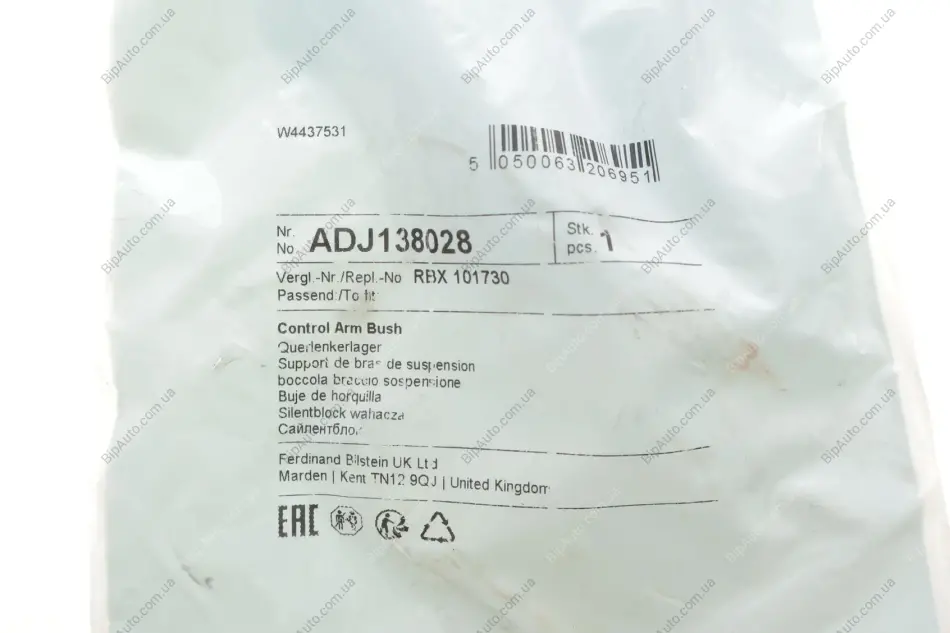 W4437531
5 050063 206951
Nr.
No. ADJ138028
Stk.
pcs. 1
Vergl.-Nr./Repl.-No RBX 101730
Passend/To fit
Control Arm Bush
Querlenkerlager
Support de bras de suspension
boccola braccio sospensione
Buje de horquilla
Silentblock wahacza
Сайлентблок
Ferdinand Bilstein UK Ltd
Marden | Kent TN12 9QJ | United Kingdom
EAC
BipAuto.com.ua